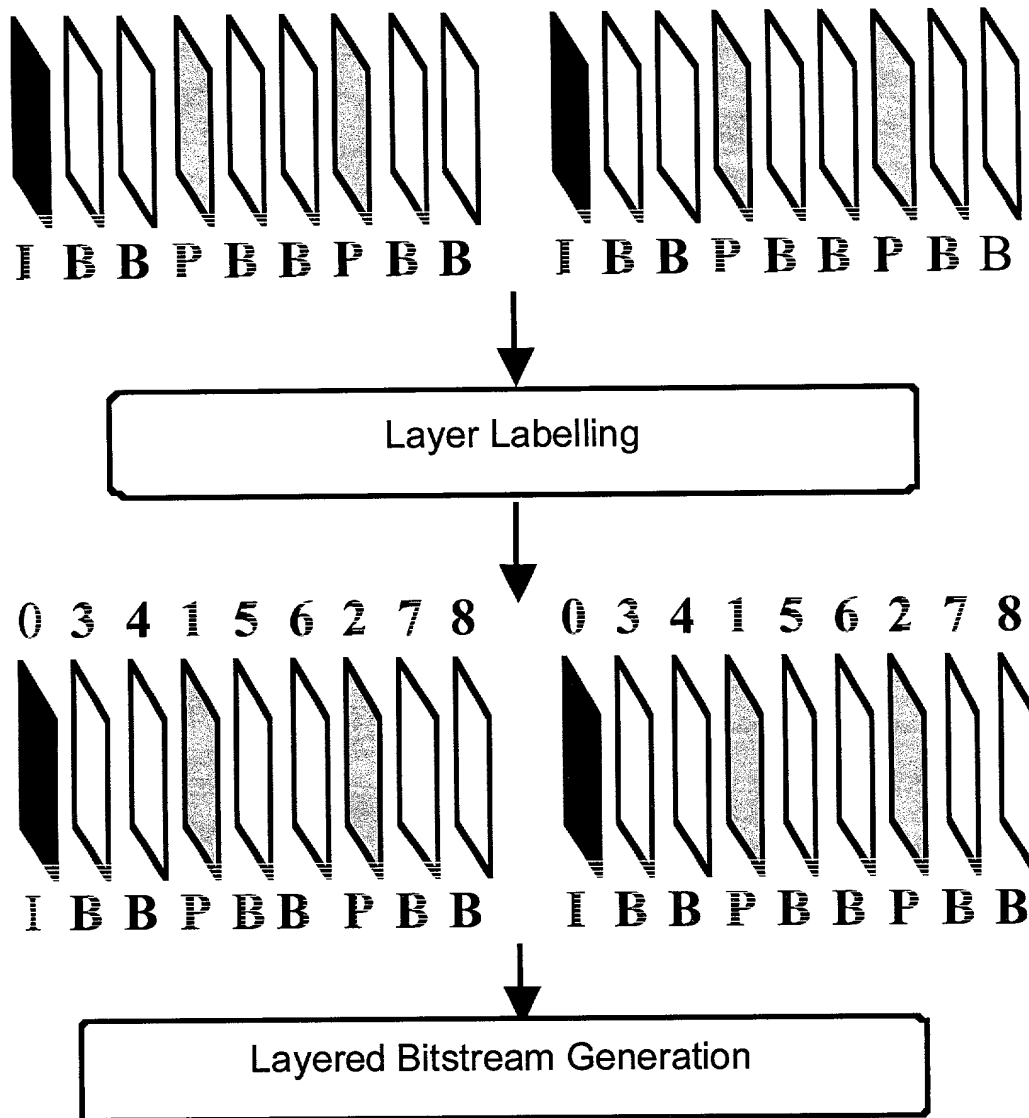 I B B P B B P B B I B B P B B P B B
Layer Labelling
0 3 4 1 5 6 2 7 8 0 3 4 1 5 6 2 7 8
I B B P B B P B B I B B P B B P B B
Layered Bitstream Generation